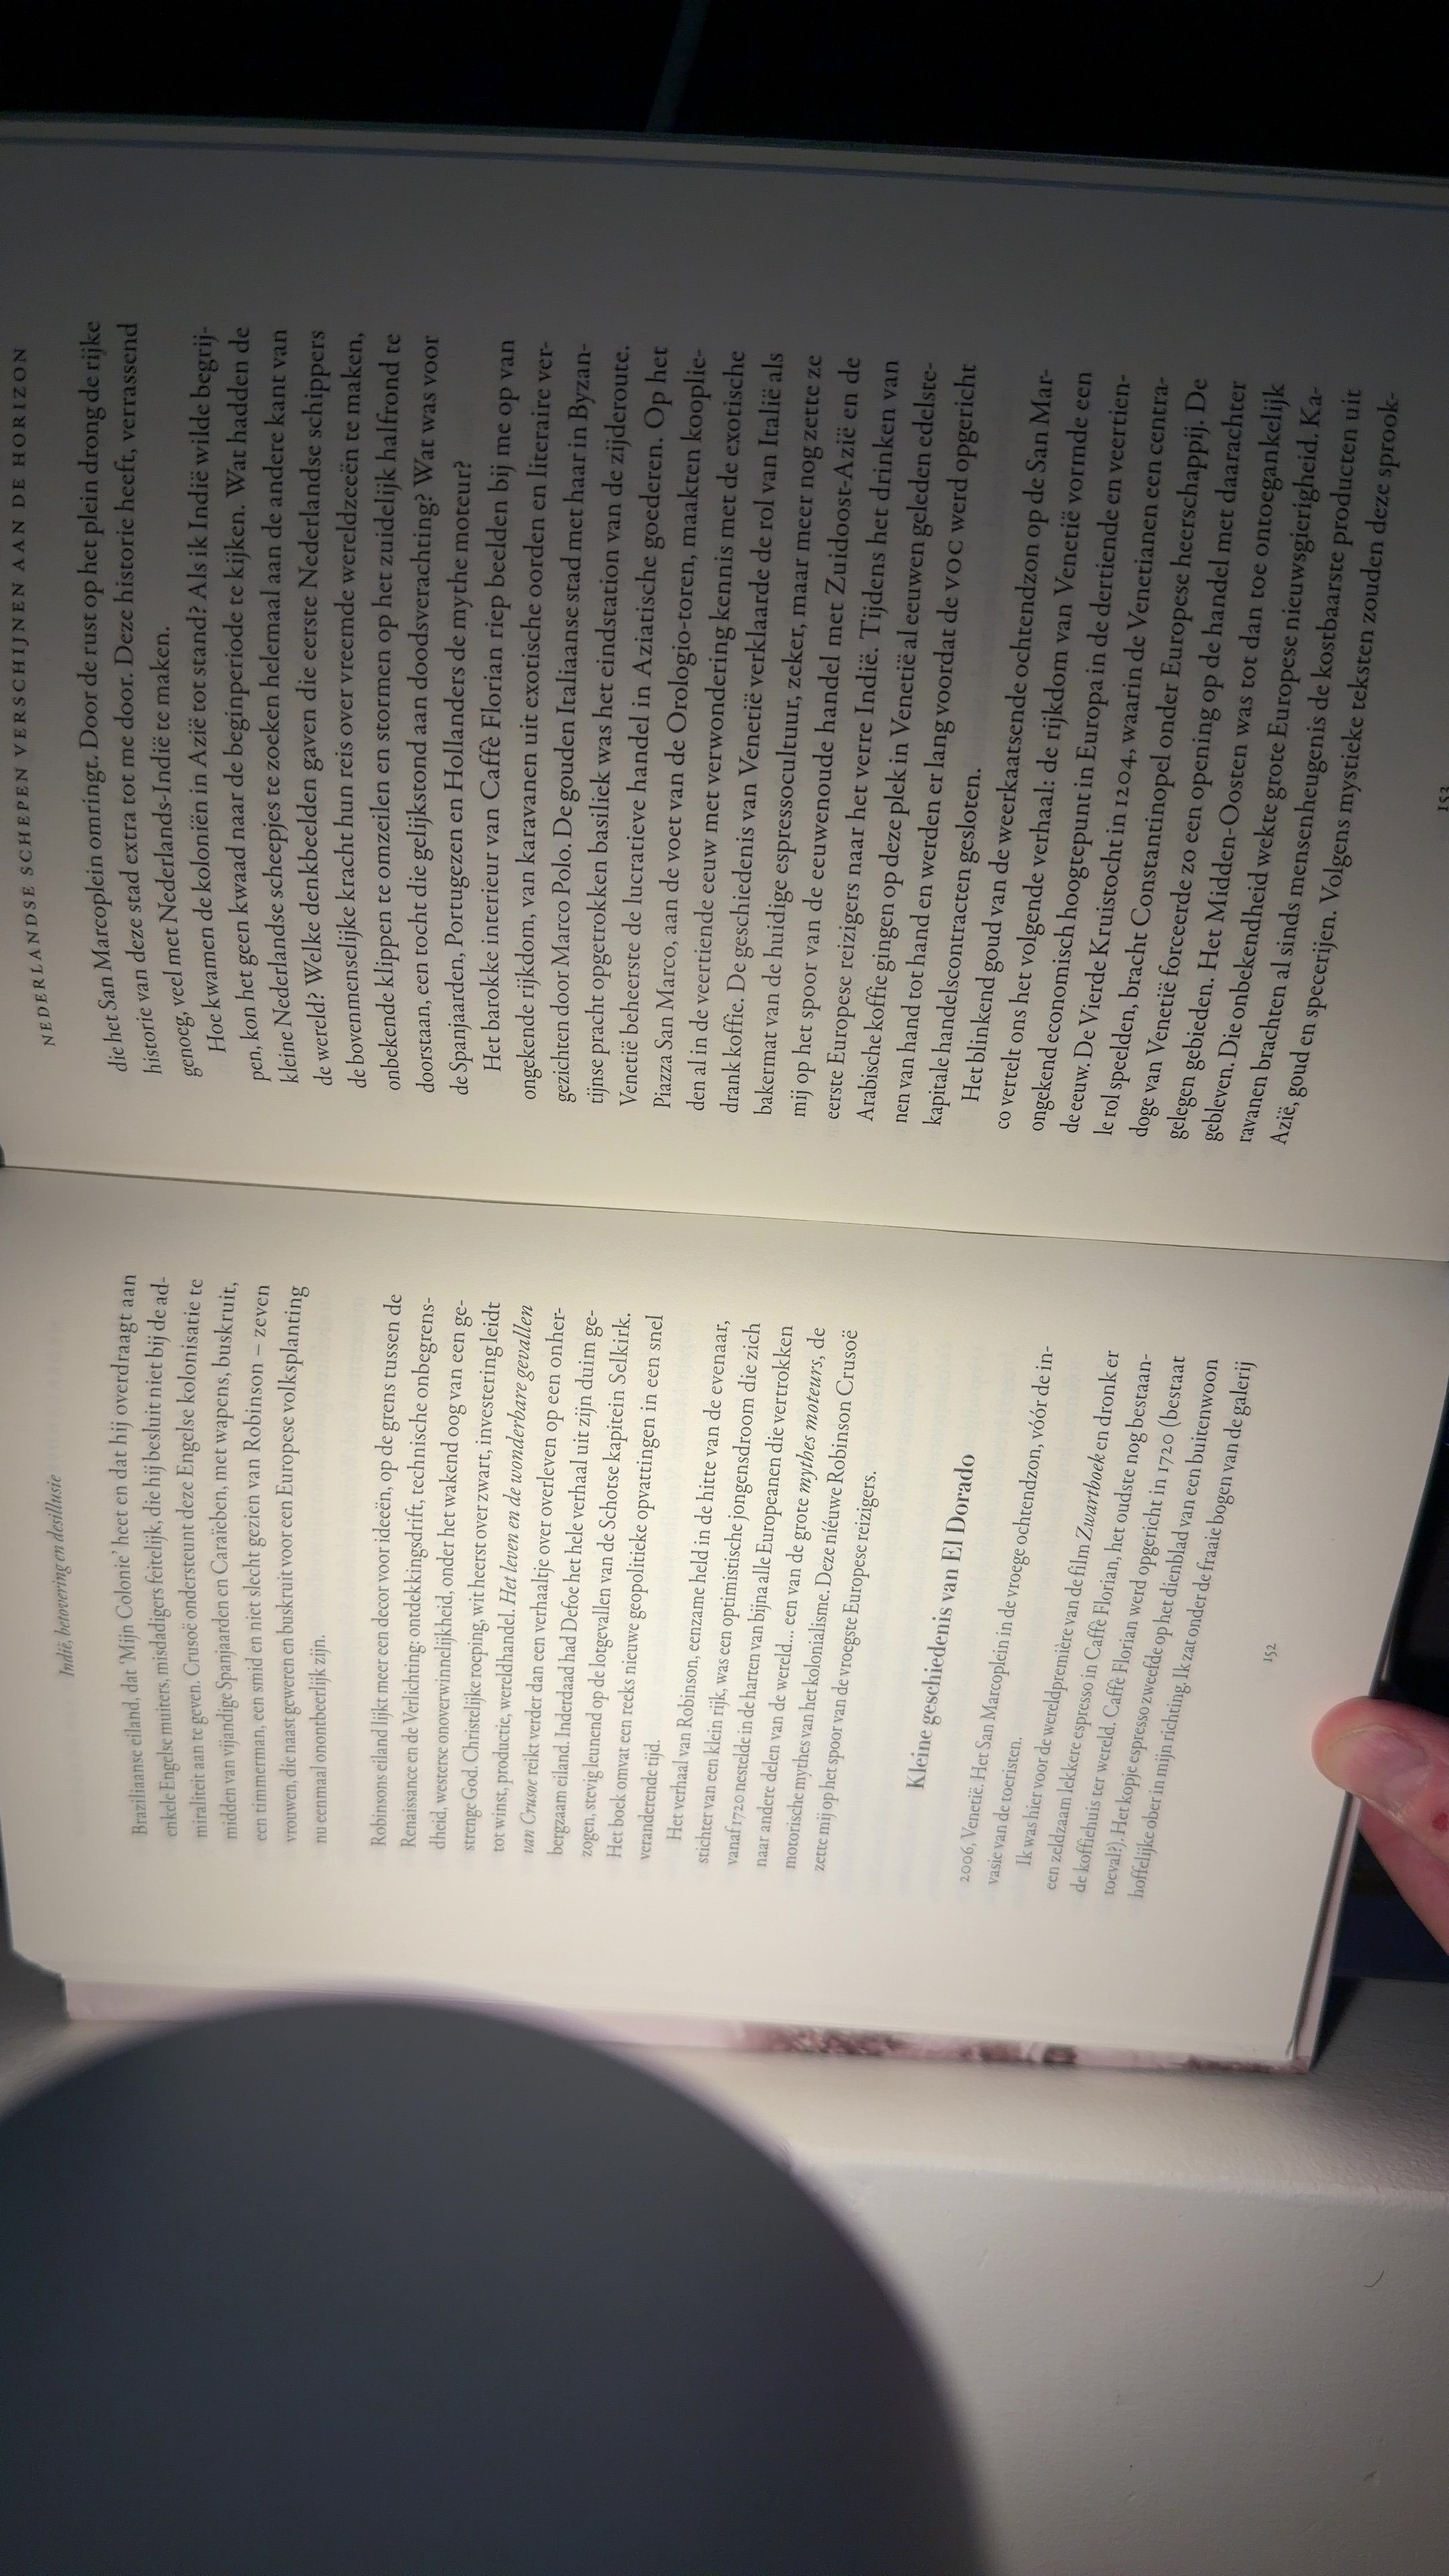 Indië, betovering en desillusie
Braziliaanse eiland, dat ‘Mijn Colonie’ heet en dat hij overdraagt aan
enkele Engelse muiters, misdadigers feitelijk, die hij besluit niet bij de ad-
miraliteit aan te geven. Crusoë ondersteunt deze Engelse kolonisatie te
midden van vijandige Spanjaarden en Caraïeben, met wapens, buskruit,
een timmerman, een smid en niet slecht gezien van Robinson – zeven
vrouwen, die naast geweren en buskruit voor een Europese volksplanting
nu eenmaal onontbeerlijk zijn.
Robinsons eiland lijkt meer een decor voor ideeën, op de grens tussen de
Renaissance en de Verlichting: ontdekkingsdrift, technische onbegrens-
dheid, westerse onoverwinnelijkheid, onder het wakend oog van een ge-
strenge God. Christelijke roeping, wit heerst over zwart, investering leidt
tot winst, productie, wereldhandel. Het leven en de wonderbare gevallen
van Crusoe reikt verder dan een verhaaltje over overleven op een onher-
bergzaam eiland. Inderdaad had Defoe het hele verhaal uit zijn duim ge-
zogen, stevig leunend op de lotgevallen van de Schotse kapitein Selkirk.
Het boek omvat een reeks nieuwe geopolitieke opvattingen in een snel
veranderende tijd.
Het verhaal van Robinson, eenzame held in de hitte van de evenaar,
stichter van een klein rijk, was een optimistische jongensdroom die zich
vanaf 1720 nestelde in de harten van bijna alle Europeanen die vertrokken
naar andere delen van de wereld... een van de grote mythes moteurs, de
motorische mythes van het kolonialisme. Deze níéuwe Robinson Crusoë
zette mij op het spoor van de vroegste Europese reizigers.
Kleine geschiedenis van El Dorado
2006, Venetië. Het San Marcoplein in de vroege ochtendzon, vóór de in-
vasie van de toeristen.
Ik was hier voor de wereldpremière van de film Zwartboek en dronk er
een zeldzaam lekkere espresso in Caffè Florian, het oudste nog bestaan-
de koffiehuis ter wereld. Caffè Florian werd opgericht in 1720 (bestaat
toeval?). Het kopje espresso zweefde op het dienblad van een buitenwoon
hoffelijke ober in mijn richting. Ik zat onder de fraaie bogen van de galerij
152
NEDERLANDSE SCHEPEN VERSCHIJNEN AAN DE HORIZON
die het San Marcoplein omringt. Door de rust op het plein drong de rijke
historie van deze stad extra tot me door. Deze historie heeft, verrassend
genoeg, veel met Nederlands-Indië te maken.
Hoe kwamen de koloniën in Azië tot stand? Als ik Indië wilde begrij-
pen, kon het geen kwaad naar de beginperiode te kijken. Wat hadden de
kleine Nederlandse scheepjes te zoeken helemaal aan de andere kant van
de wereld? Welke denkbeelden gaven die eerste Nederlandse schippers
de bovenmenselijke kracht hun reis over vreemde wereldzeeën te maken,
onbekende klippen te omzeilen en stormen op het zuidelijk halfrond te
doorstaan, een tocht die gelijkstond aan doodsverachting? Wat was voor
de Spanjaarden, Portugezen en Hollanders de mythe moteur?
Het barokke interieur van Caffè Florian riep beelden bij me op van
ongekende rijkdom, van karavanen uit exotische oorden en literaire ver-
gezichten door Marco Polo. De gouden Italiaanse stad met haar in Byzan-
tijnse pracht opgetrokken basiliek was het eindstation van de zijderoute.
Venetië beheerste de lucratieve handel in Aziatische goederen. Op het
Piazza San Marco, aan de voet van de Orologio-toren, maakten kooplie-
den al in de veertiende eeuw met verwondering kennis met de exotische
drank koffie. De geschiedenis van Venetië verklaarde de rol van Italië als
bakermat van de huidige espressocultuur, zeker, maar meer nog zette ze
mij op het spoor van de eeuwenoude handel met Zuidoost-Azië en de
eerste Europese reizigers naar het verre Indië. Tijdens het drinken van
Arabische koffie gingen op deze plek in Venetië al eeuwen geleden edelste-
nen van hand tot hand en werden er lang voordat de VOC werd opgericht
kapitale handelscontracten gesloten.
Het blinkend goud van de weerkaatsende ochtendzon op de San Mar-
co vertelt ons het volgende verhaal: de rijkdom van Venetië vormde een
ongekend economisch hoogtepunt in Europa in de dertiende en veertien-
de eeuw. De Vierde Kruistocht in 1204, waarin de Venetianen een centra-
le rol speelden, bracht Constantinopel onder Europese heerschappij. De
doge van Venetië forceerde zo een opening op de handel met daarachter
gelegen gebieden. Het Midden-Oosten was tot dan toe ontoegankelijk
gebleven. Die onbekendheid wekte grote Europese nieuwsgierigheid. Ka-
ravanen brachten al sinds mensenheugenis de kostbaarste producten uit
Azië, goud en specerijen. Volgens mystieke teksten zouden deze sprook-
153